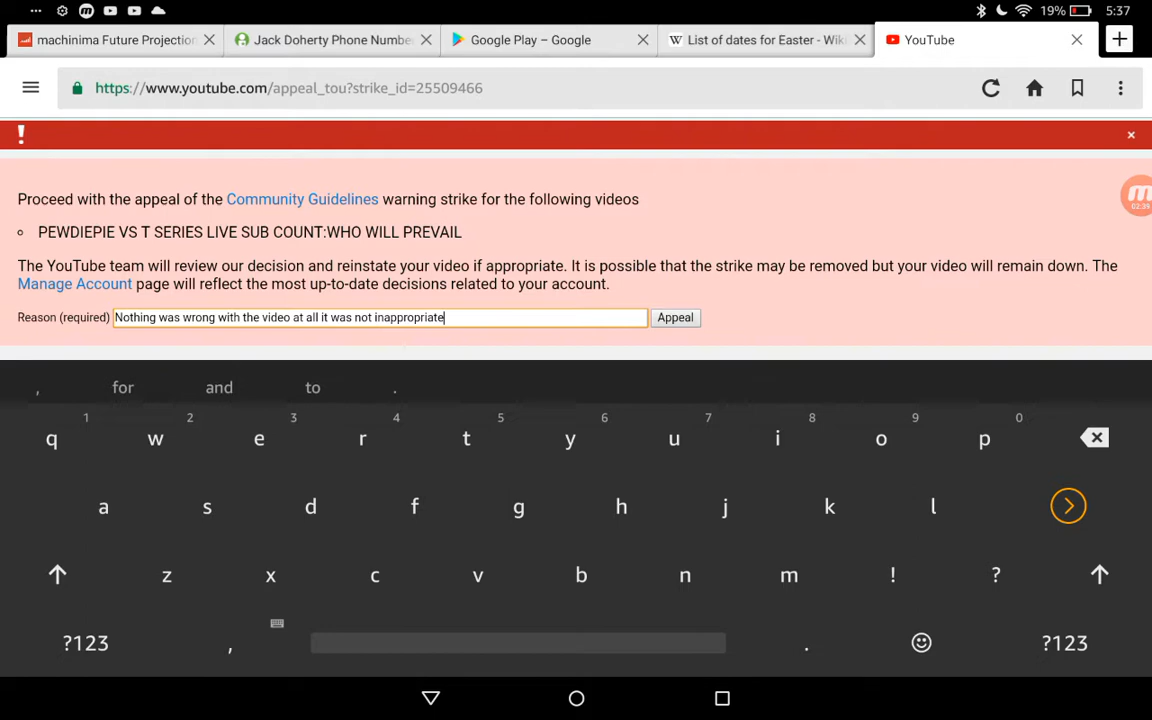 19% 5:37
machinima Future Projection
Jack Doherty Phone Numbe
Google Play – Google
W List of dates for Easter - Wiki
YouTube
https://www.youtube.com/appeal_tou?strike_id=25509466
Proceed with the appeal of the Community Guidelines warning strike for the following videos
PEWDIEPIE VS T SERIES LIVE SUB COUNT:WHO WILL PREVAIL
The YouTube team will review our decision and reinstate your video if appropriate. It is possible that the strike may be removed but your video will remain down. The
Manage Account page will reflect the most up-to-date decisions related to your account.
02:35
Reason (required) Nothing was wrong with the video at all it was not inappropriate Appeal
, for and to .
1 2 3 4 5 6 7 8 9 0
q w e r t y u i o p
a s d f g h j k l
z x c v b n m ! ?
?123 , . ?123